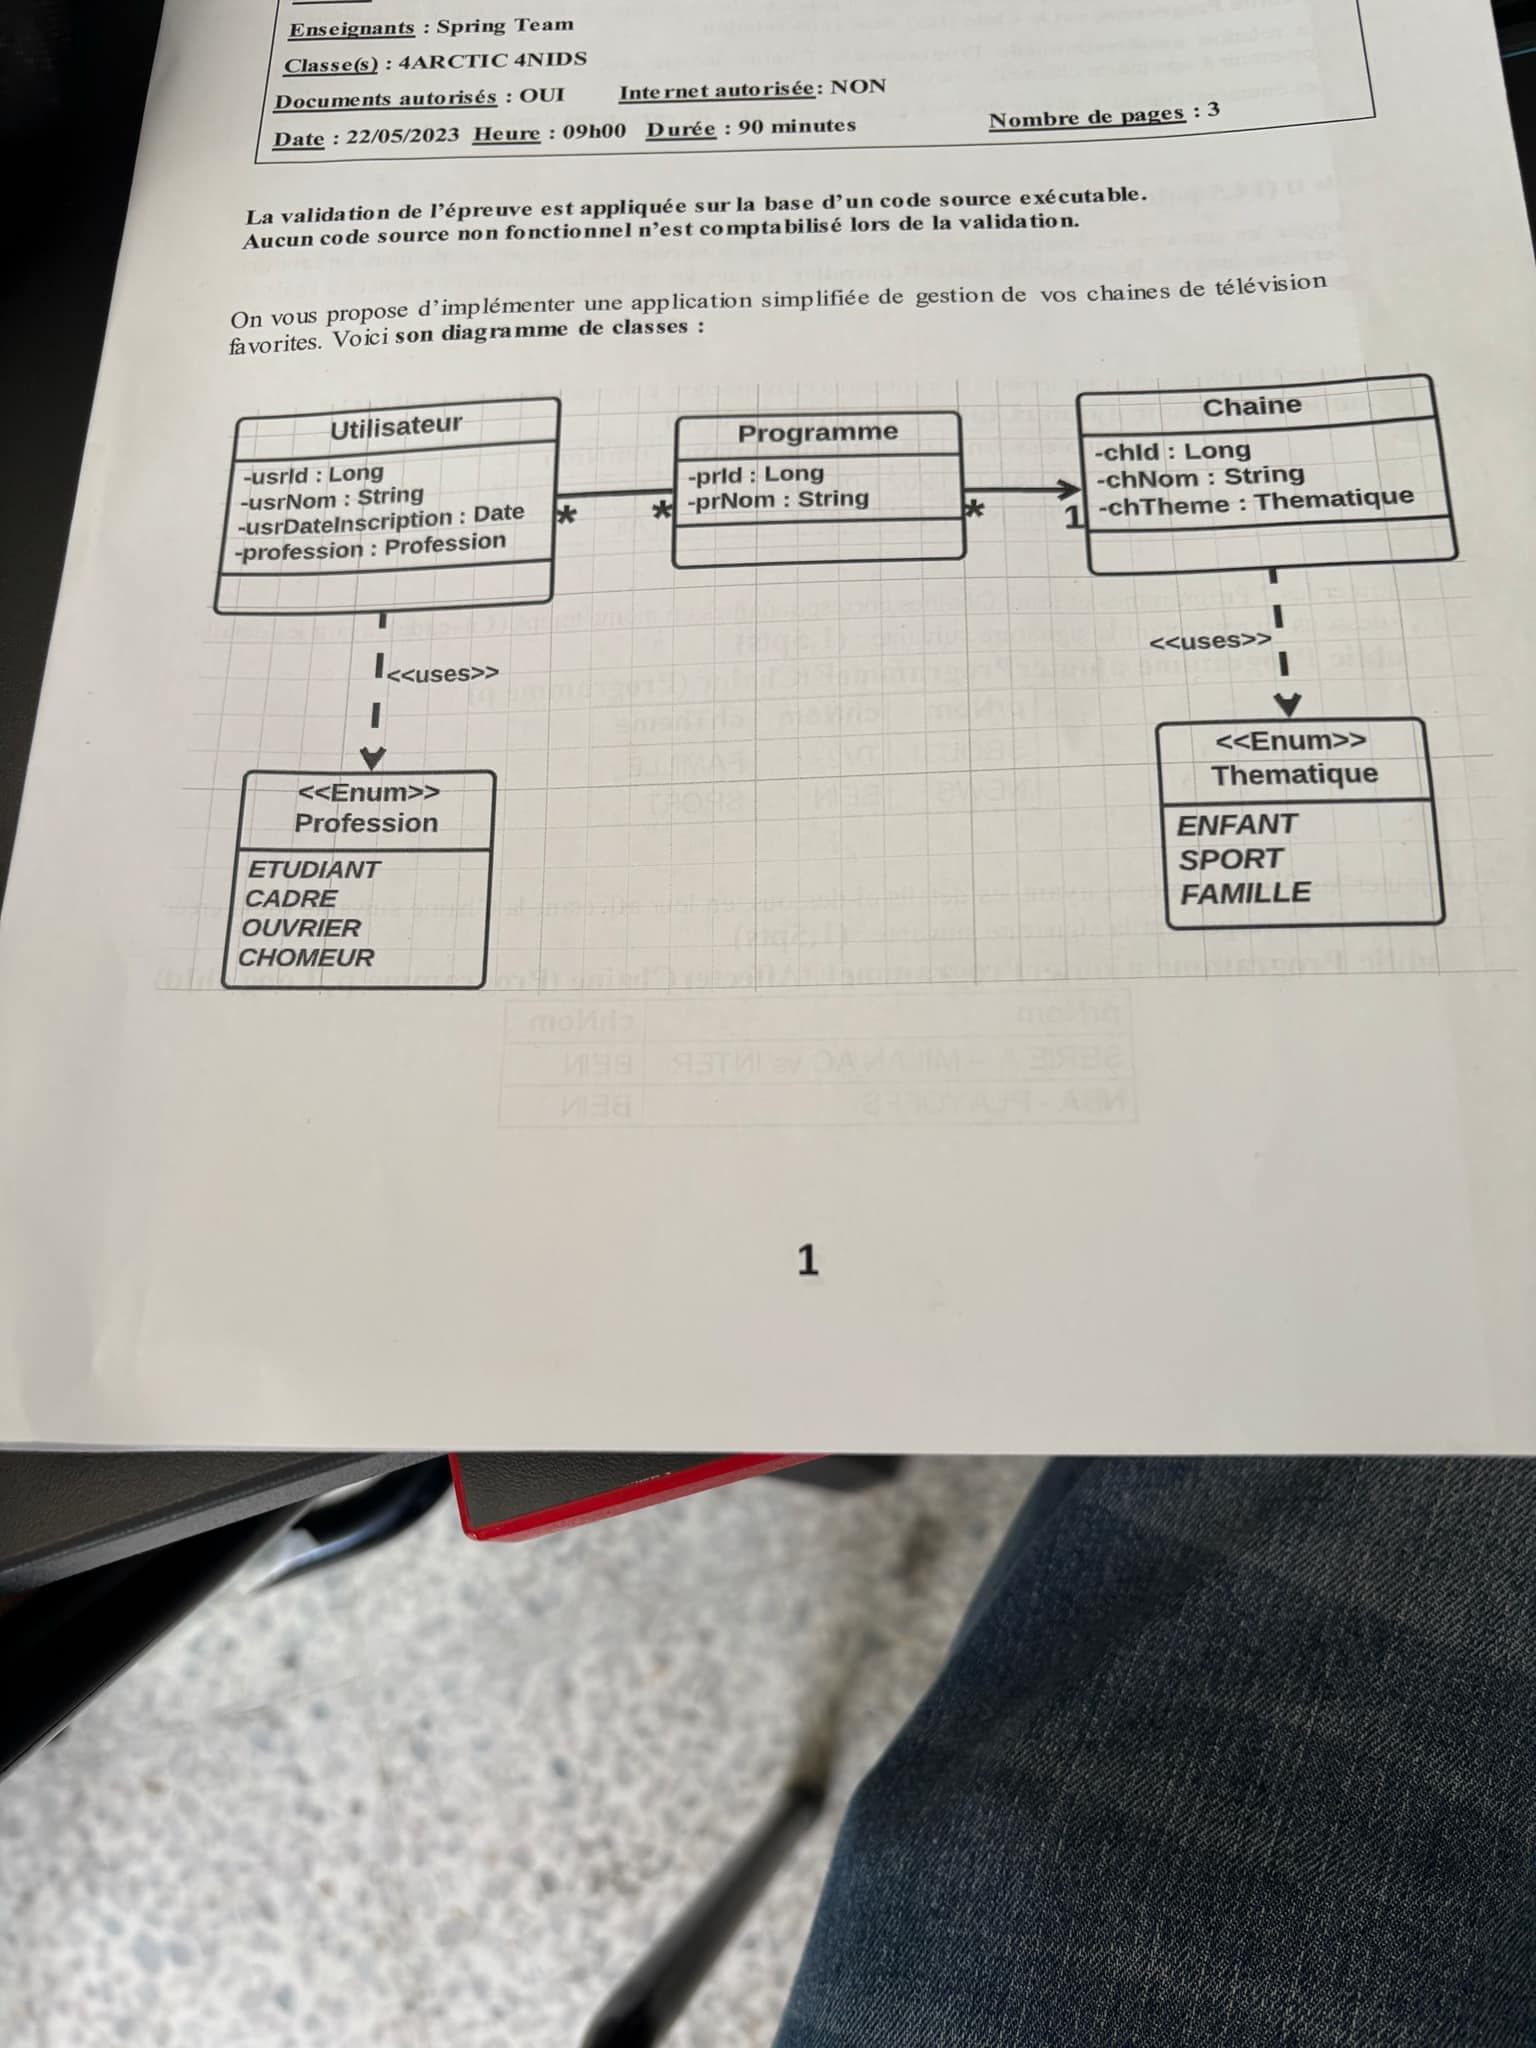 Enseignants : Spring Team
Classe(s) : 4ARCTIC 4NIDS
Documents autorisés : OUI Internet autorisée: NON
Date : 22/05/2023 Heure : 09h00 Durée : 90 minutes Nombre de pages : 3
La validation de l'épreuve est appliquée sur la base d'un code source exécutable.
Aucun code source non fonctionnel n'est comptabilisé lors de la validation.
On vous propose d'implémenter une application simplifiée de gestion de vos chaines de télévision
favorites. Voici son diagramme de classes :
Utilisateur
-usrId : Long
-usrNom : String
-usrDateInscription : Date
-profession : Profession
*
*
Programme
-prId : Long
-prNom : String
*
1
Chaine
-chId : Long
-chNom : String
-chTheme : Thematique
<<uses>>
<<uses>>
<<Enum>>
Profession
ETUDIANT
CADRE
OUVRIER
CHOMEUR
<<Enum>>
Thematique
ENFANT
SPORT
FAMILLE
1